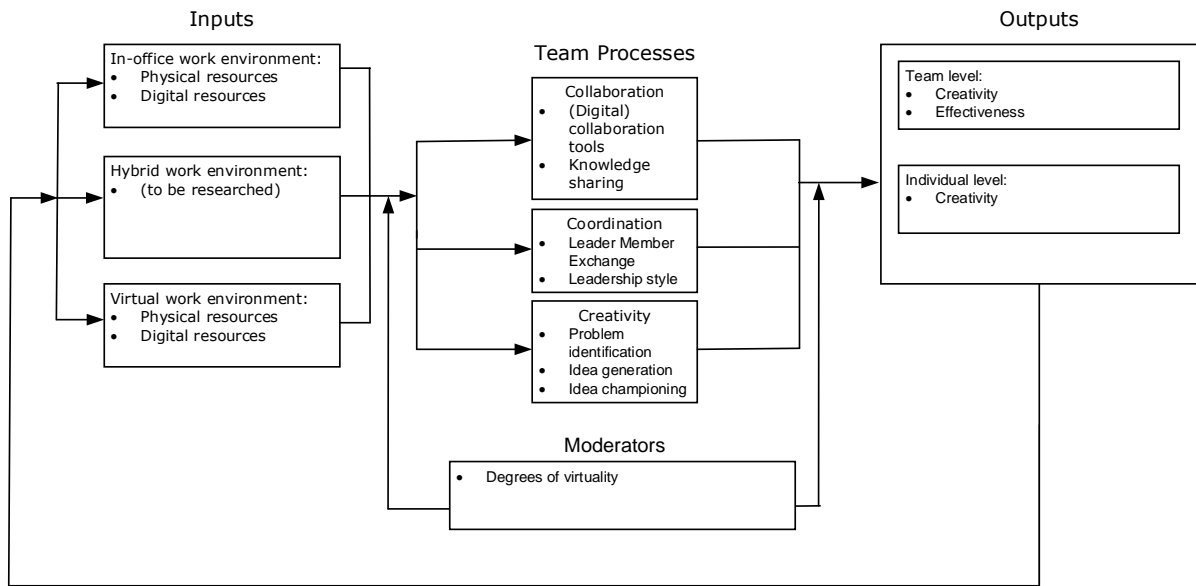 Inputs
In-office work environment:
• Physical resources
• Digital resources
Hybrid work environment:
• (to be researched)
Virtual work environment:
• Physical resources
• Digital resources
Team Processes
Collaboration
• (Digital)
collaboration
tools
• Knowledge
sharing
Coordination
• Leader Member
Exchange
• Leadership style
Creativity
• Problem
identification
• Idea generation
• Idea championing
Moderators
• Degrees of virtuality
Outputs
Team level:
• Creativity
• Effectiveness
Individual level:
• Creativity